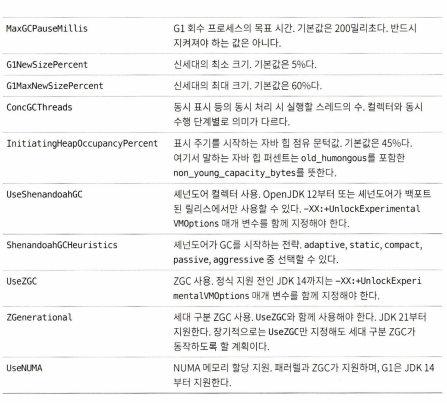 MaxGCPauseMillis G1 회수 프로세스의 목표 시간. 기본값은 200밀리초다. 반드시
지켜져야 하는 값은 아니다.
G1NewSizePercent 신세대의 최소 크기. 기본값은 5%다.
G1MaxNewSizePercent 신세대의 최대 크기. 기본값은 60%다.
ConcGCThreads 동시 표시 등의 동시 처리 시 실행할 스레드의 수. 컬렉터와 동시
수행 단계별로 의미가 다르다.
InitiatingHeapOccupancyPercent 표시 주기를 시작하는 자바 힙 점유 문턱값. 기본값은 45%다.
여기서 말하는 자바 힙 퍼센트는 old_humongous를 포함한
non_young_capacity_bytes를 뜻한다.
UseShenandoahGC 셰넌도어 컬렉터 사용. OpenJDK 12부터 또는 셰넌도어가 백포트
된 릴리스에서만 사용할 수 있다. -XX:+UnlockExperimental
VMOptions 매개 변수를 함께 지정해야 한다.
ShenandoahGCHeuristics 셰넌도어가 GC를 시작하는 전략. adaptive, static, compact,
passive, aggressive 중 선택할 수 있다.
UseZGC ZGC 사용. 정식 지원 전인 JDK 14까지는 -XX:+UnlockExperi
mentalVMOptions 매개 변수를 함께 지정해야 한다.
ZGenerational 세대 구분 ZGC 사용. UseZGC와 함께 사용해야 한다. JDK 21부터
지원한다. 장기적으로는 UseZGC만 지정해도 세대 구분 ZGC가
동작하도록 할 계획이다.
UseNUMA NUMA 메모리 할당 지원. 패러렐과 ZGC가 지원하며, G1은 JDK 14
부터 지원한다.